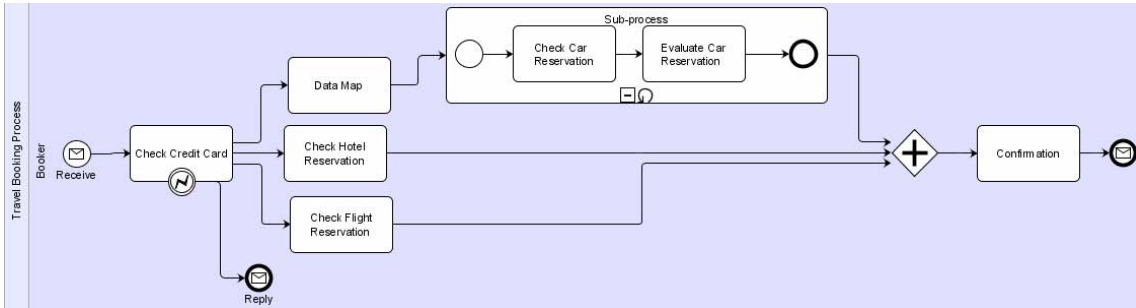 Travel Booking Process
Booker
Receive
Check Credit Card
Data Map
Sub-process
Check Car
Reservation
Evaluate Car
Reservation
Check Hotel
Reservation
Check Flight
Reservation
Reply
Confirmation